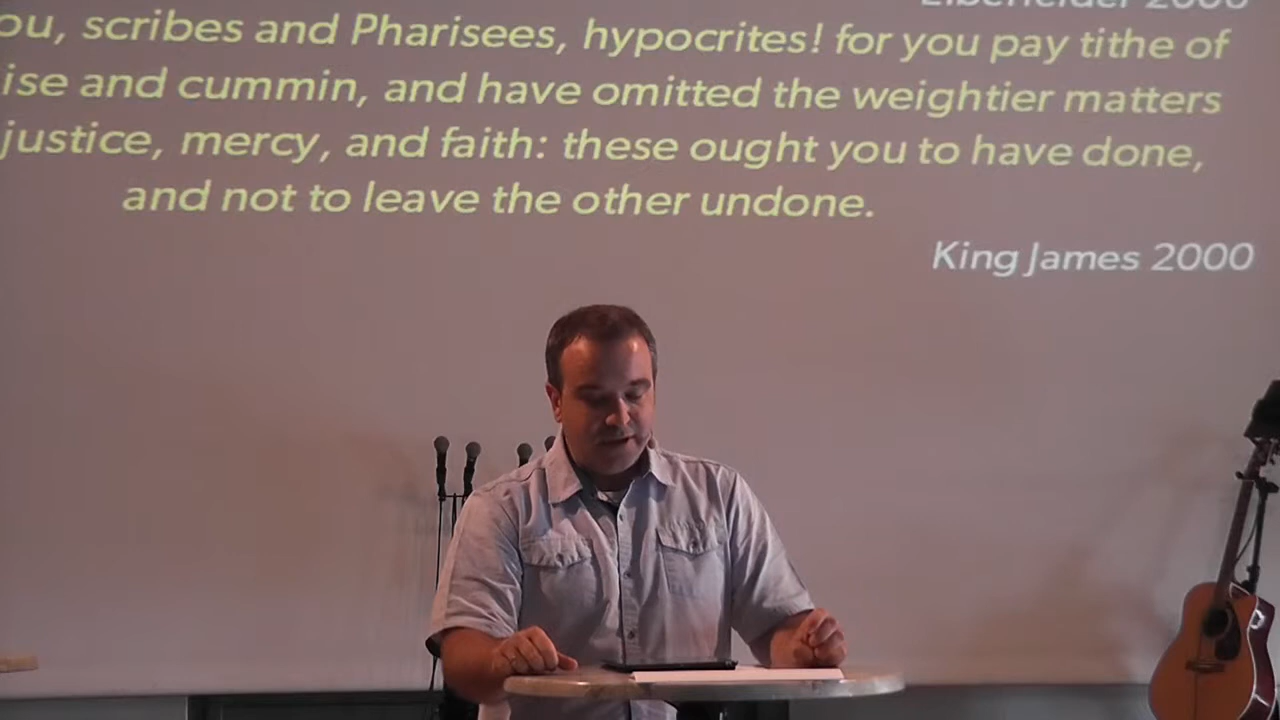 Elberfelder 2006
ou, scribes and Pharisees, hypocrites! for you pay tithe of
ise and cummin, and have omitted the weightier matters
justice, mercy, and faith: these ought you to have done,
and not to leave the other undone.
King James 2000